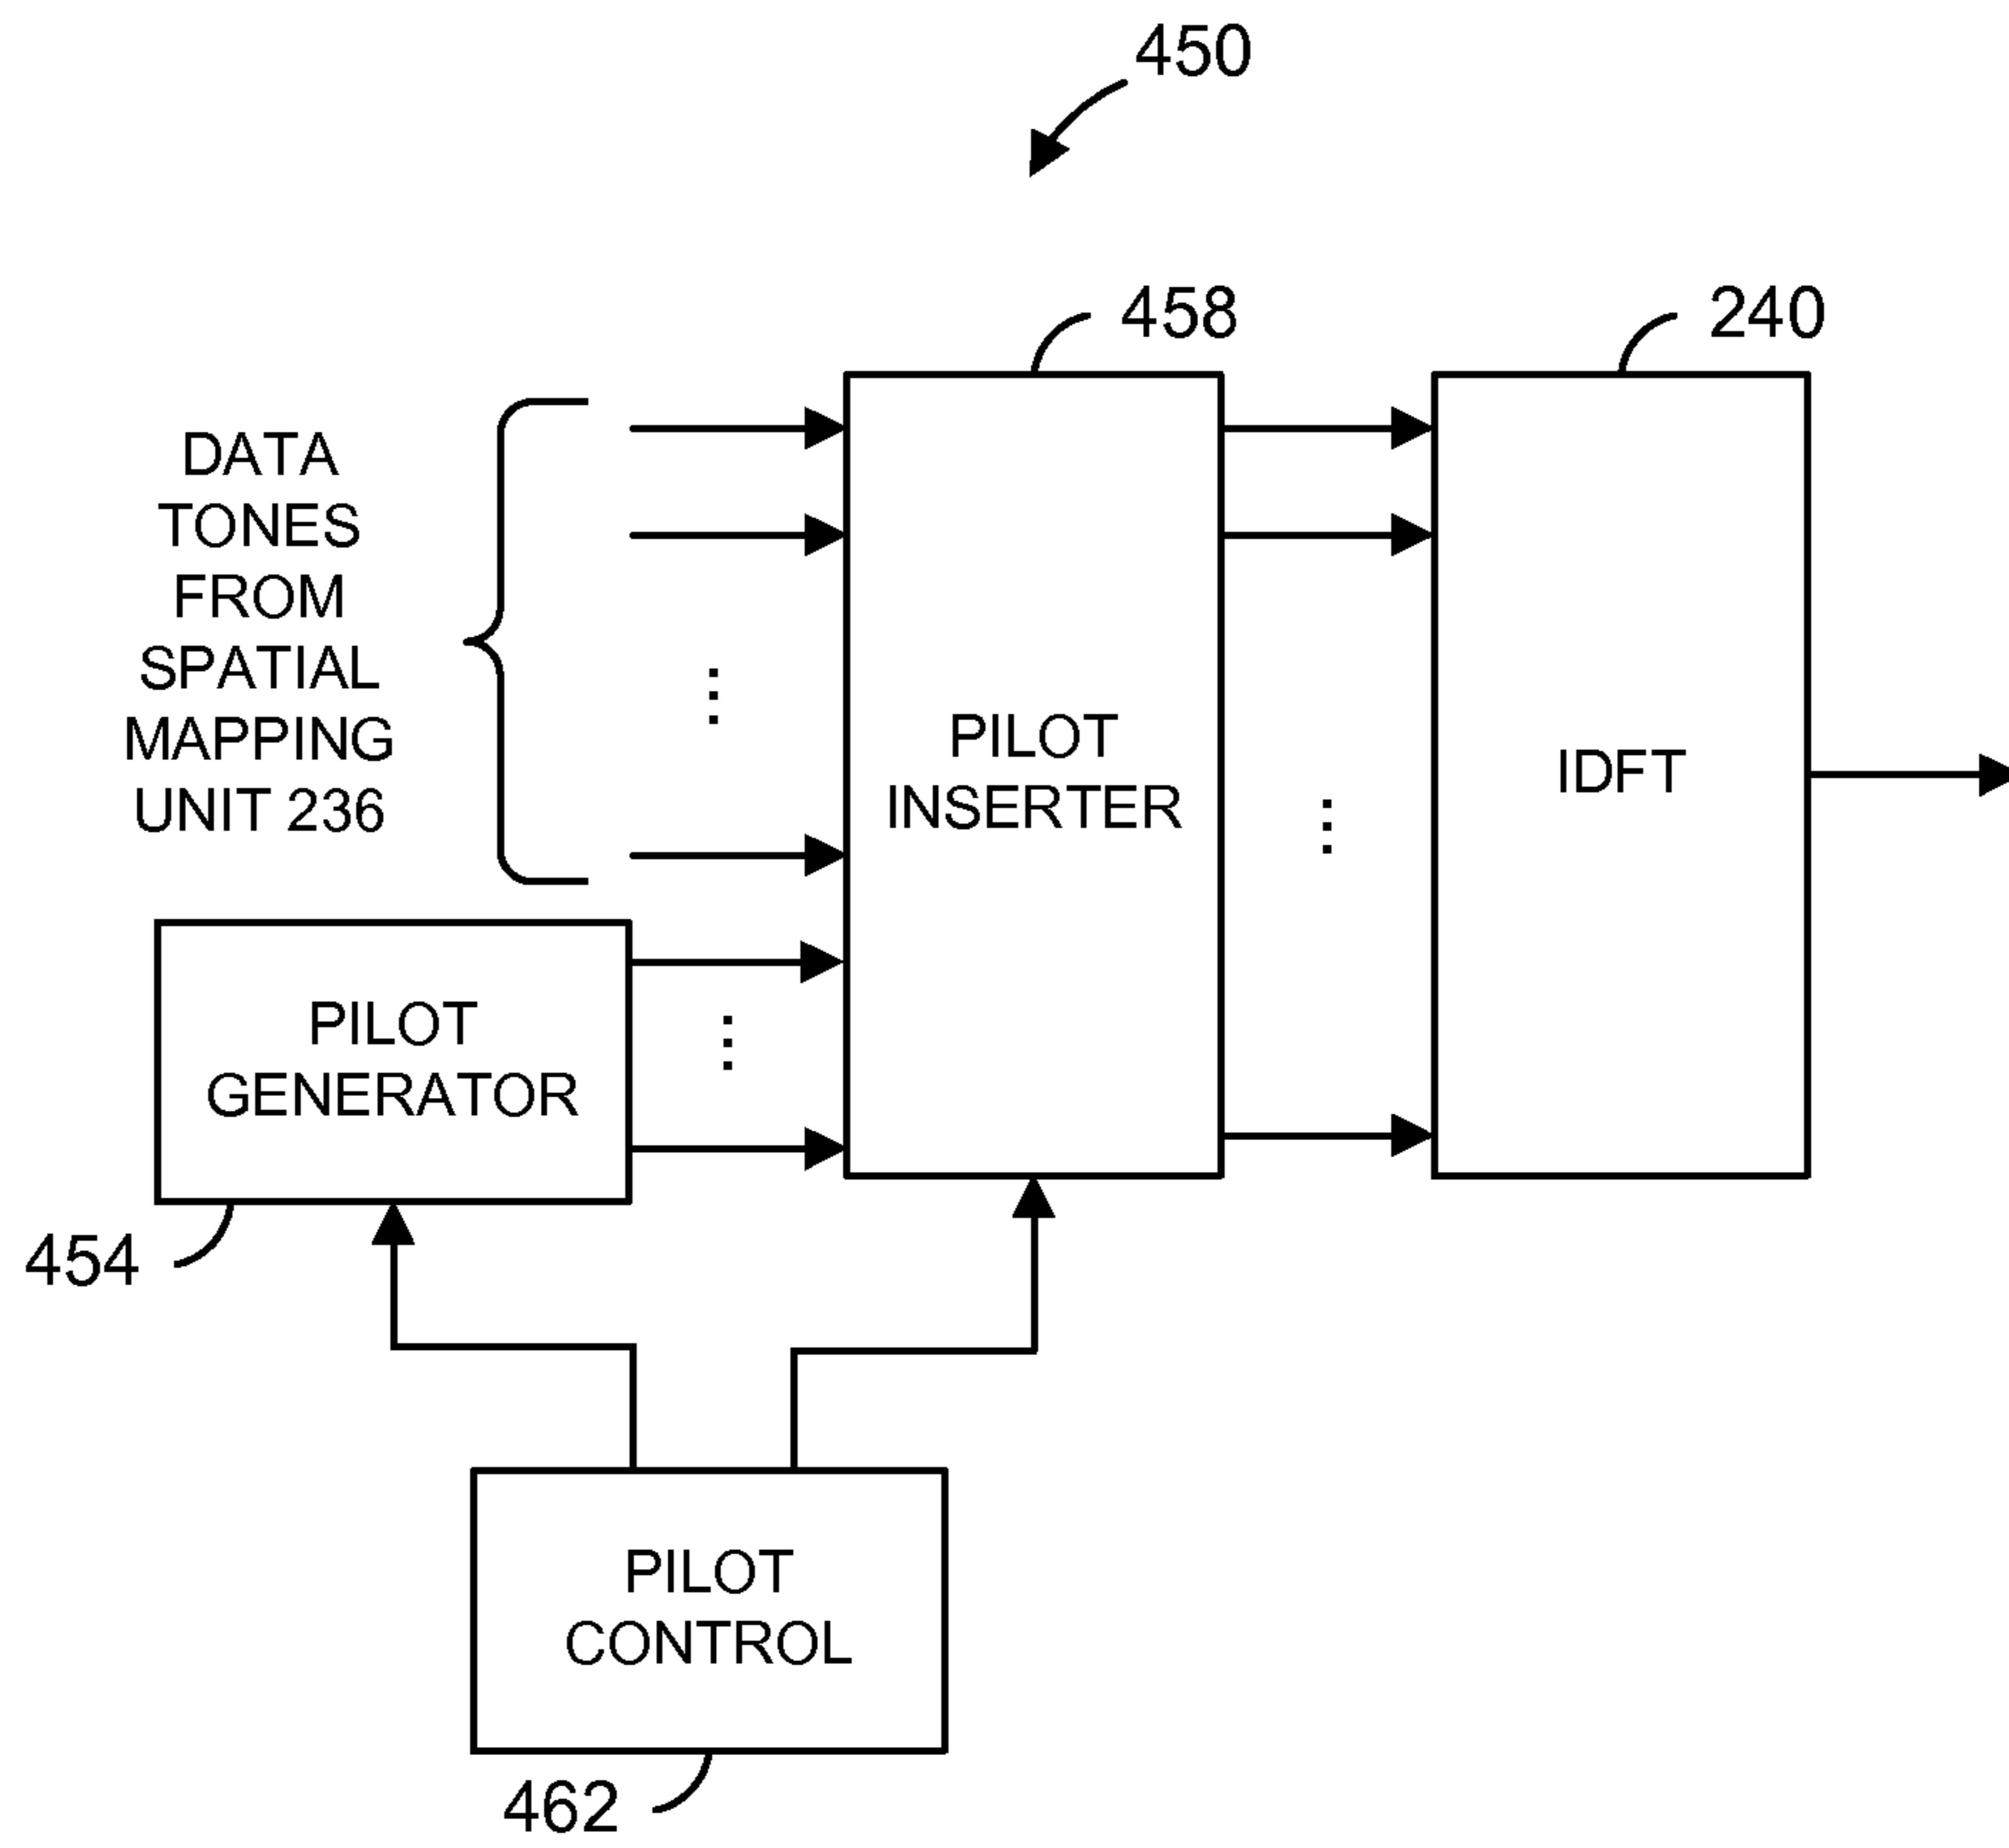 450
458
240
DATA
TONES
FROM
SPATIAL
MAPPING
UNIT 236
PILOT
INSERTER
IDFT
PILOT
GENERATOR
454
PILOT
CONTROL
462